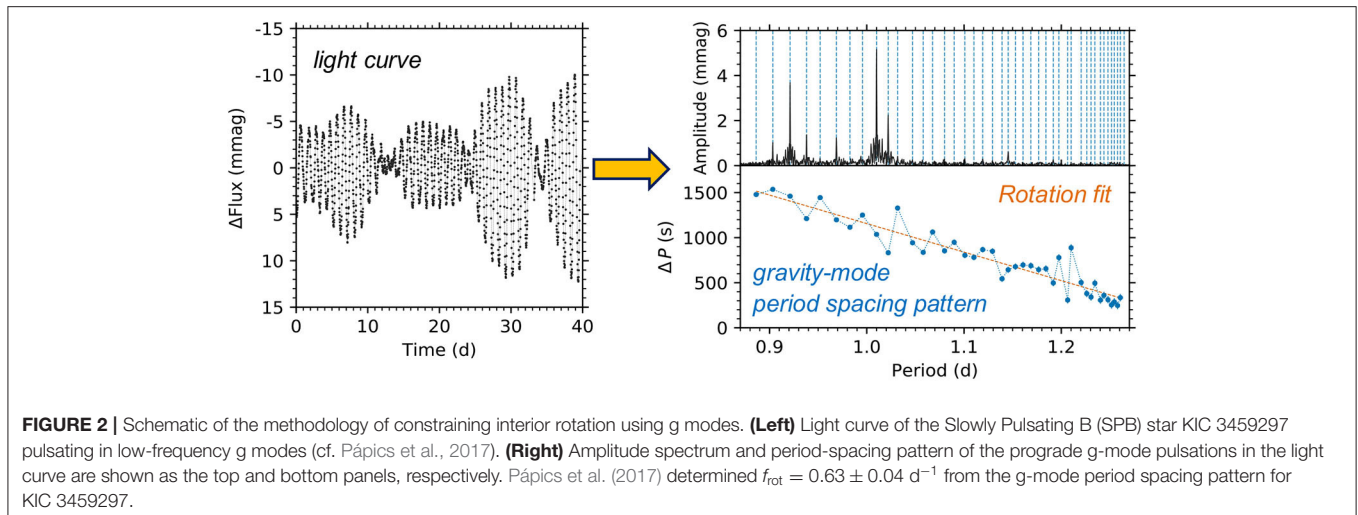 -15
-10
-5
0
5
10
15
ΔFlux (mmag)
light curve
0 10 20 30 40
Time (d)
6
4
2
0
Amplitude (mmag)
1500
1000
500
0
ΔP (s)
Rotation fit
gravity-mode
period spacing pattern
0.9 1.0 1.1 1.2
Period (d)
FIGURE 2 | Schematic of the methodology of constraining interior rotation using g modes. (Left) Light curve of the Slowly Pulsating B (SPB) star KIC 3459297
pulsating in low-frequency g modes (cf. Pápics et al., 2017). (Right) Amplitude spectrum and period-spacing pattern of the prograde g-mode pulsations in the light
curve are shown as the top and bottom panels, respectively. Pápics et al. (2017) determined f_rot = 0.63 ± 0.04 d⁻¹ from the g-mode period spacing pattern for
KIC 3459297.